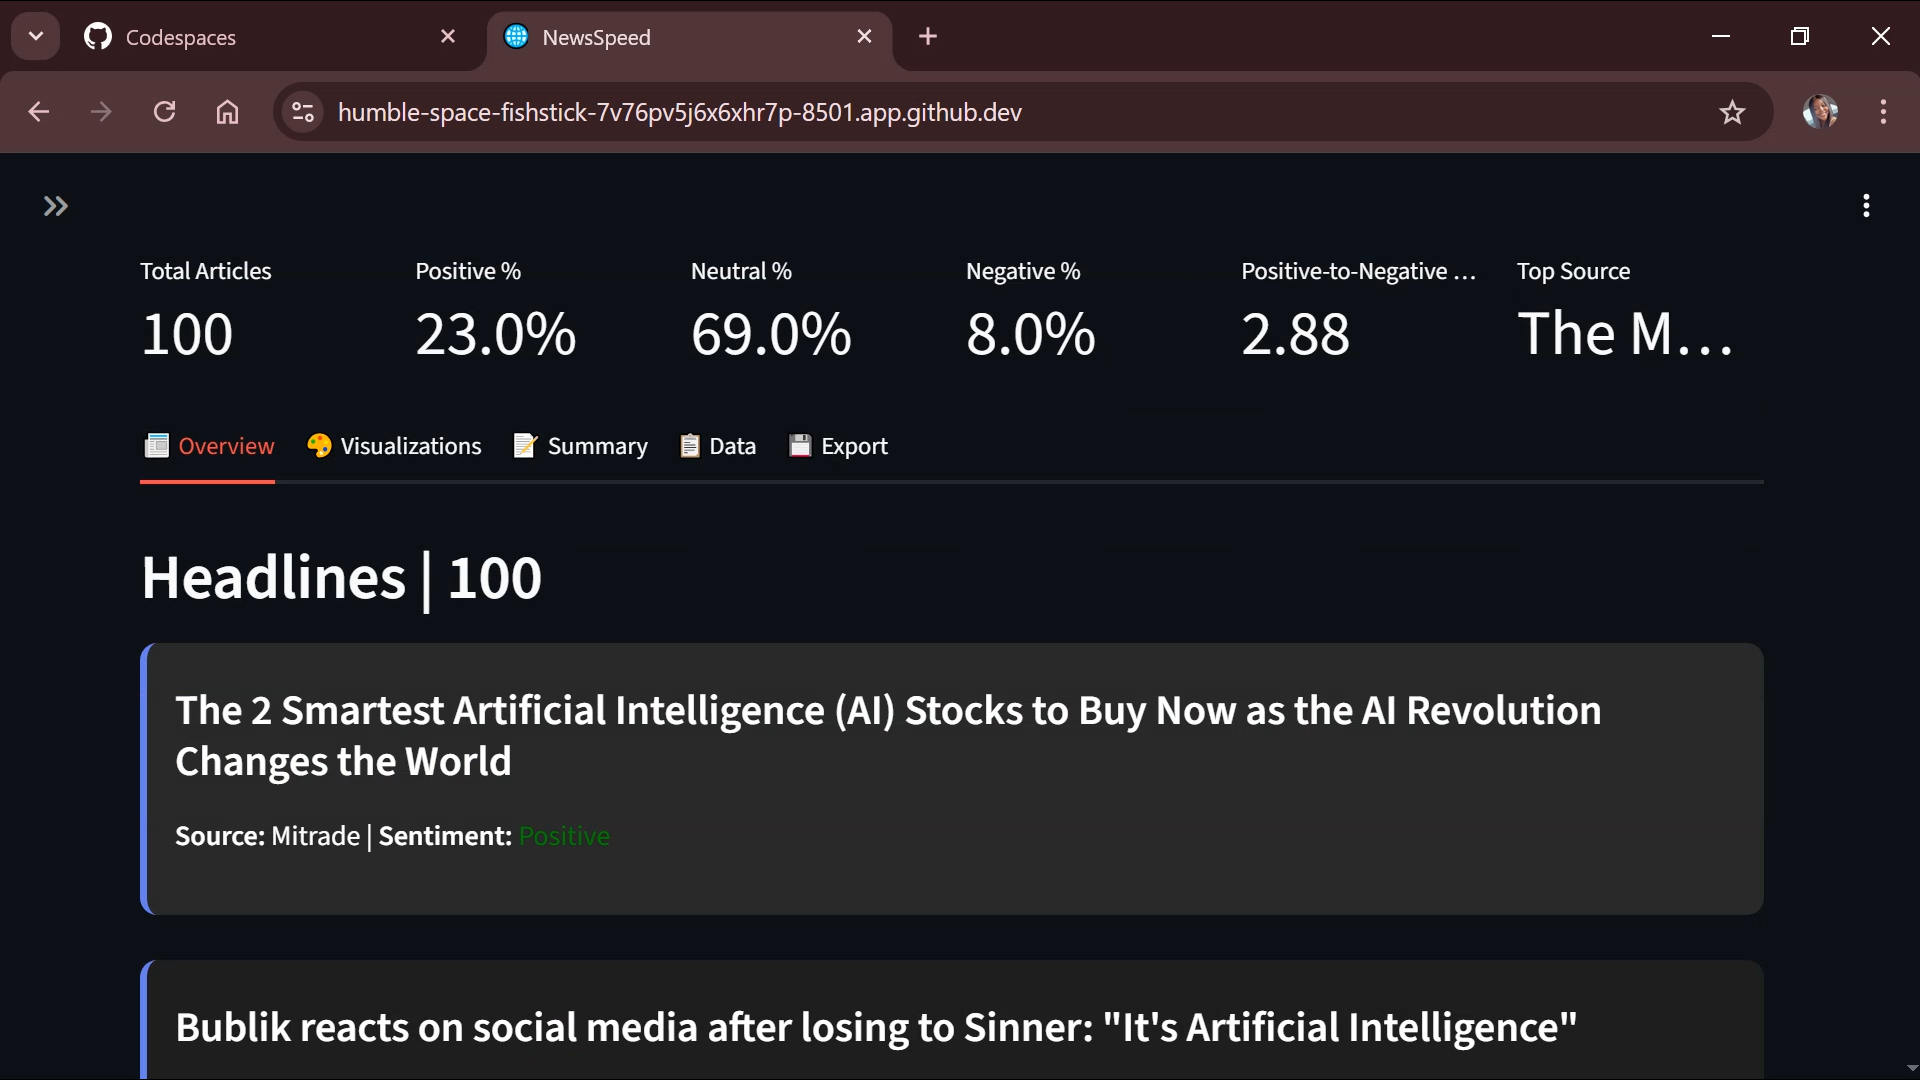 Codespaces
NewsSpeed
humble-space-fishstick-7v76pv5j6x6xhr7p-8501.app.github.dev
Total Articles
100
Positive %
23.0%
Neutral %
69.0%
Negative %
8.0%
Positive-to-Negative ...
2.88
Top Source
The M...
Overview
Visualizations
Summary
Data
Export
Headlines | 100
The 2 Smartest Artificial Intelligence (AI) Stocks to Buy Now as the AI Revolution
Changes the World
Source: Mitrade | Sentiment: Positive
Bublik reacts on social media after losing to Sinner: "It's Artificial Intelligence"